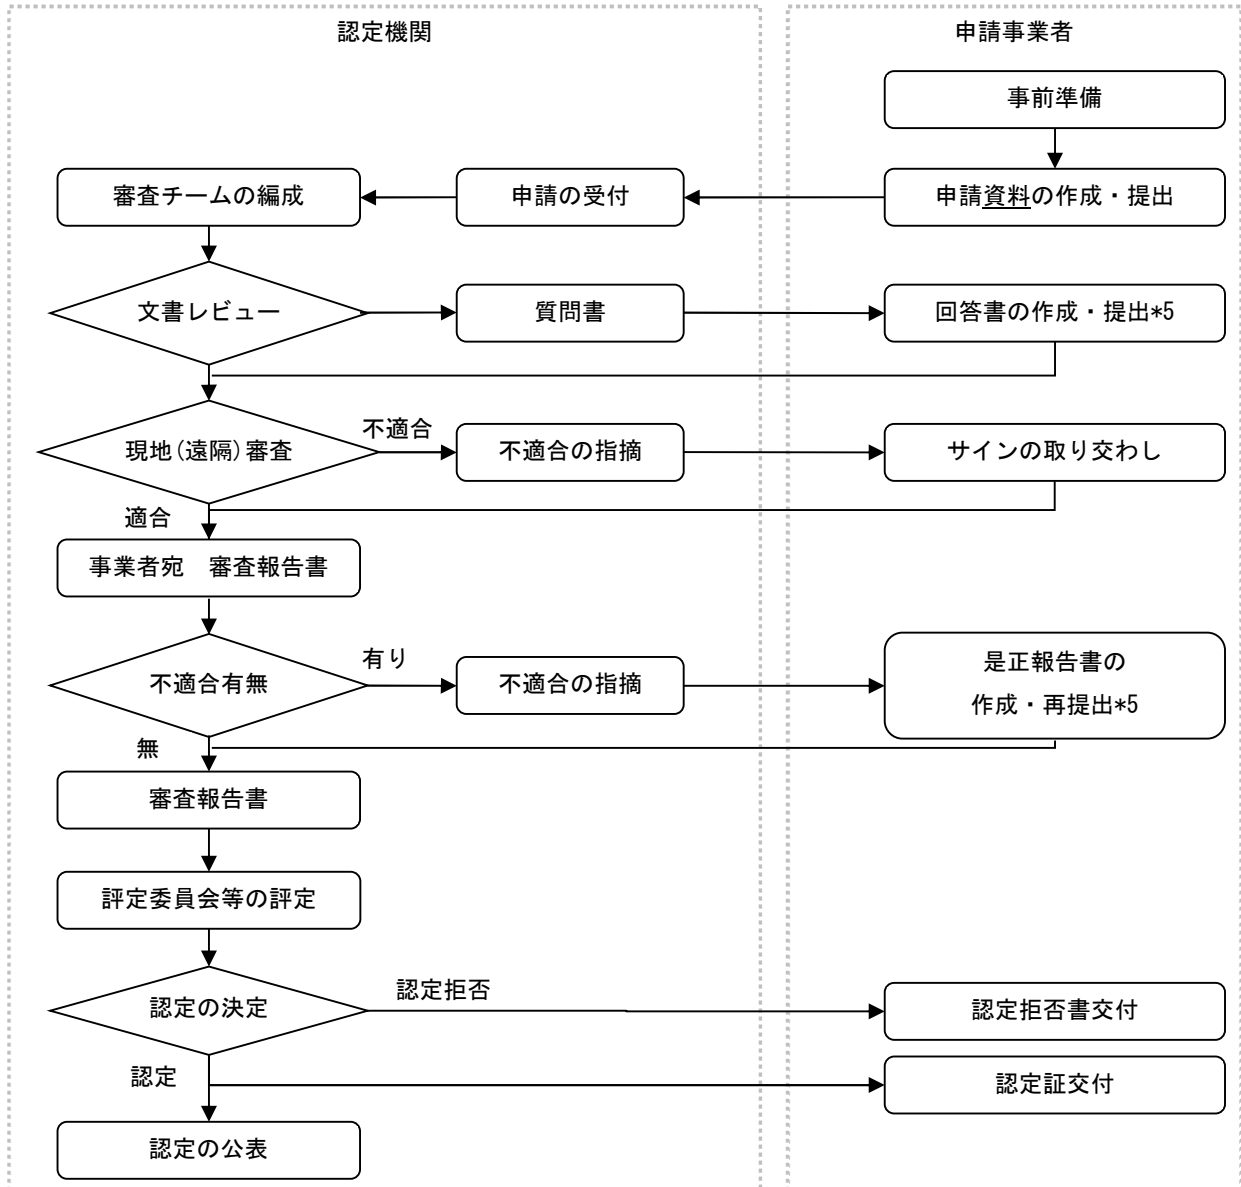 認定機関
申請事業者
事前準備
審査チームの編成
申請の受付
申請資料の作成・提出
文書レビュー
質問書
回答書の作成・提出*5
不適合
現地(遠隔)審査
不適合の指摘
サインの取り交わし
適合
事業者宛　審査報告書
有り
不適合有無
不適合の指摘
是正報告書の
作成・再提出*5
無
審査報告書
評定委員会等の評定
認定の決定
認定拒否
認定拒否書交付
認定
認定証交付
認定の公表